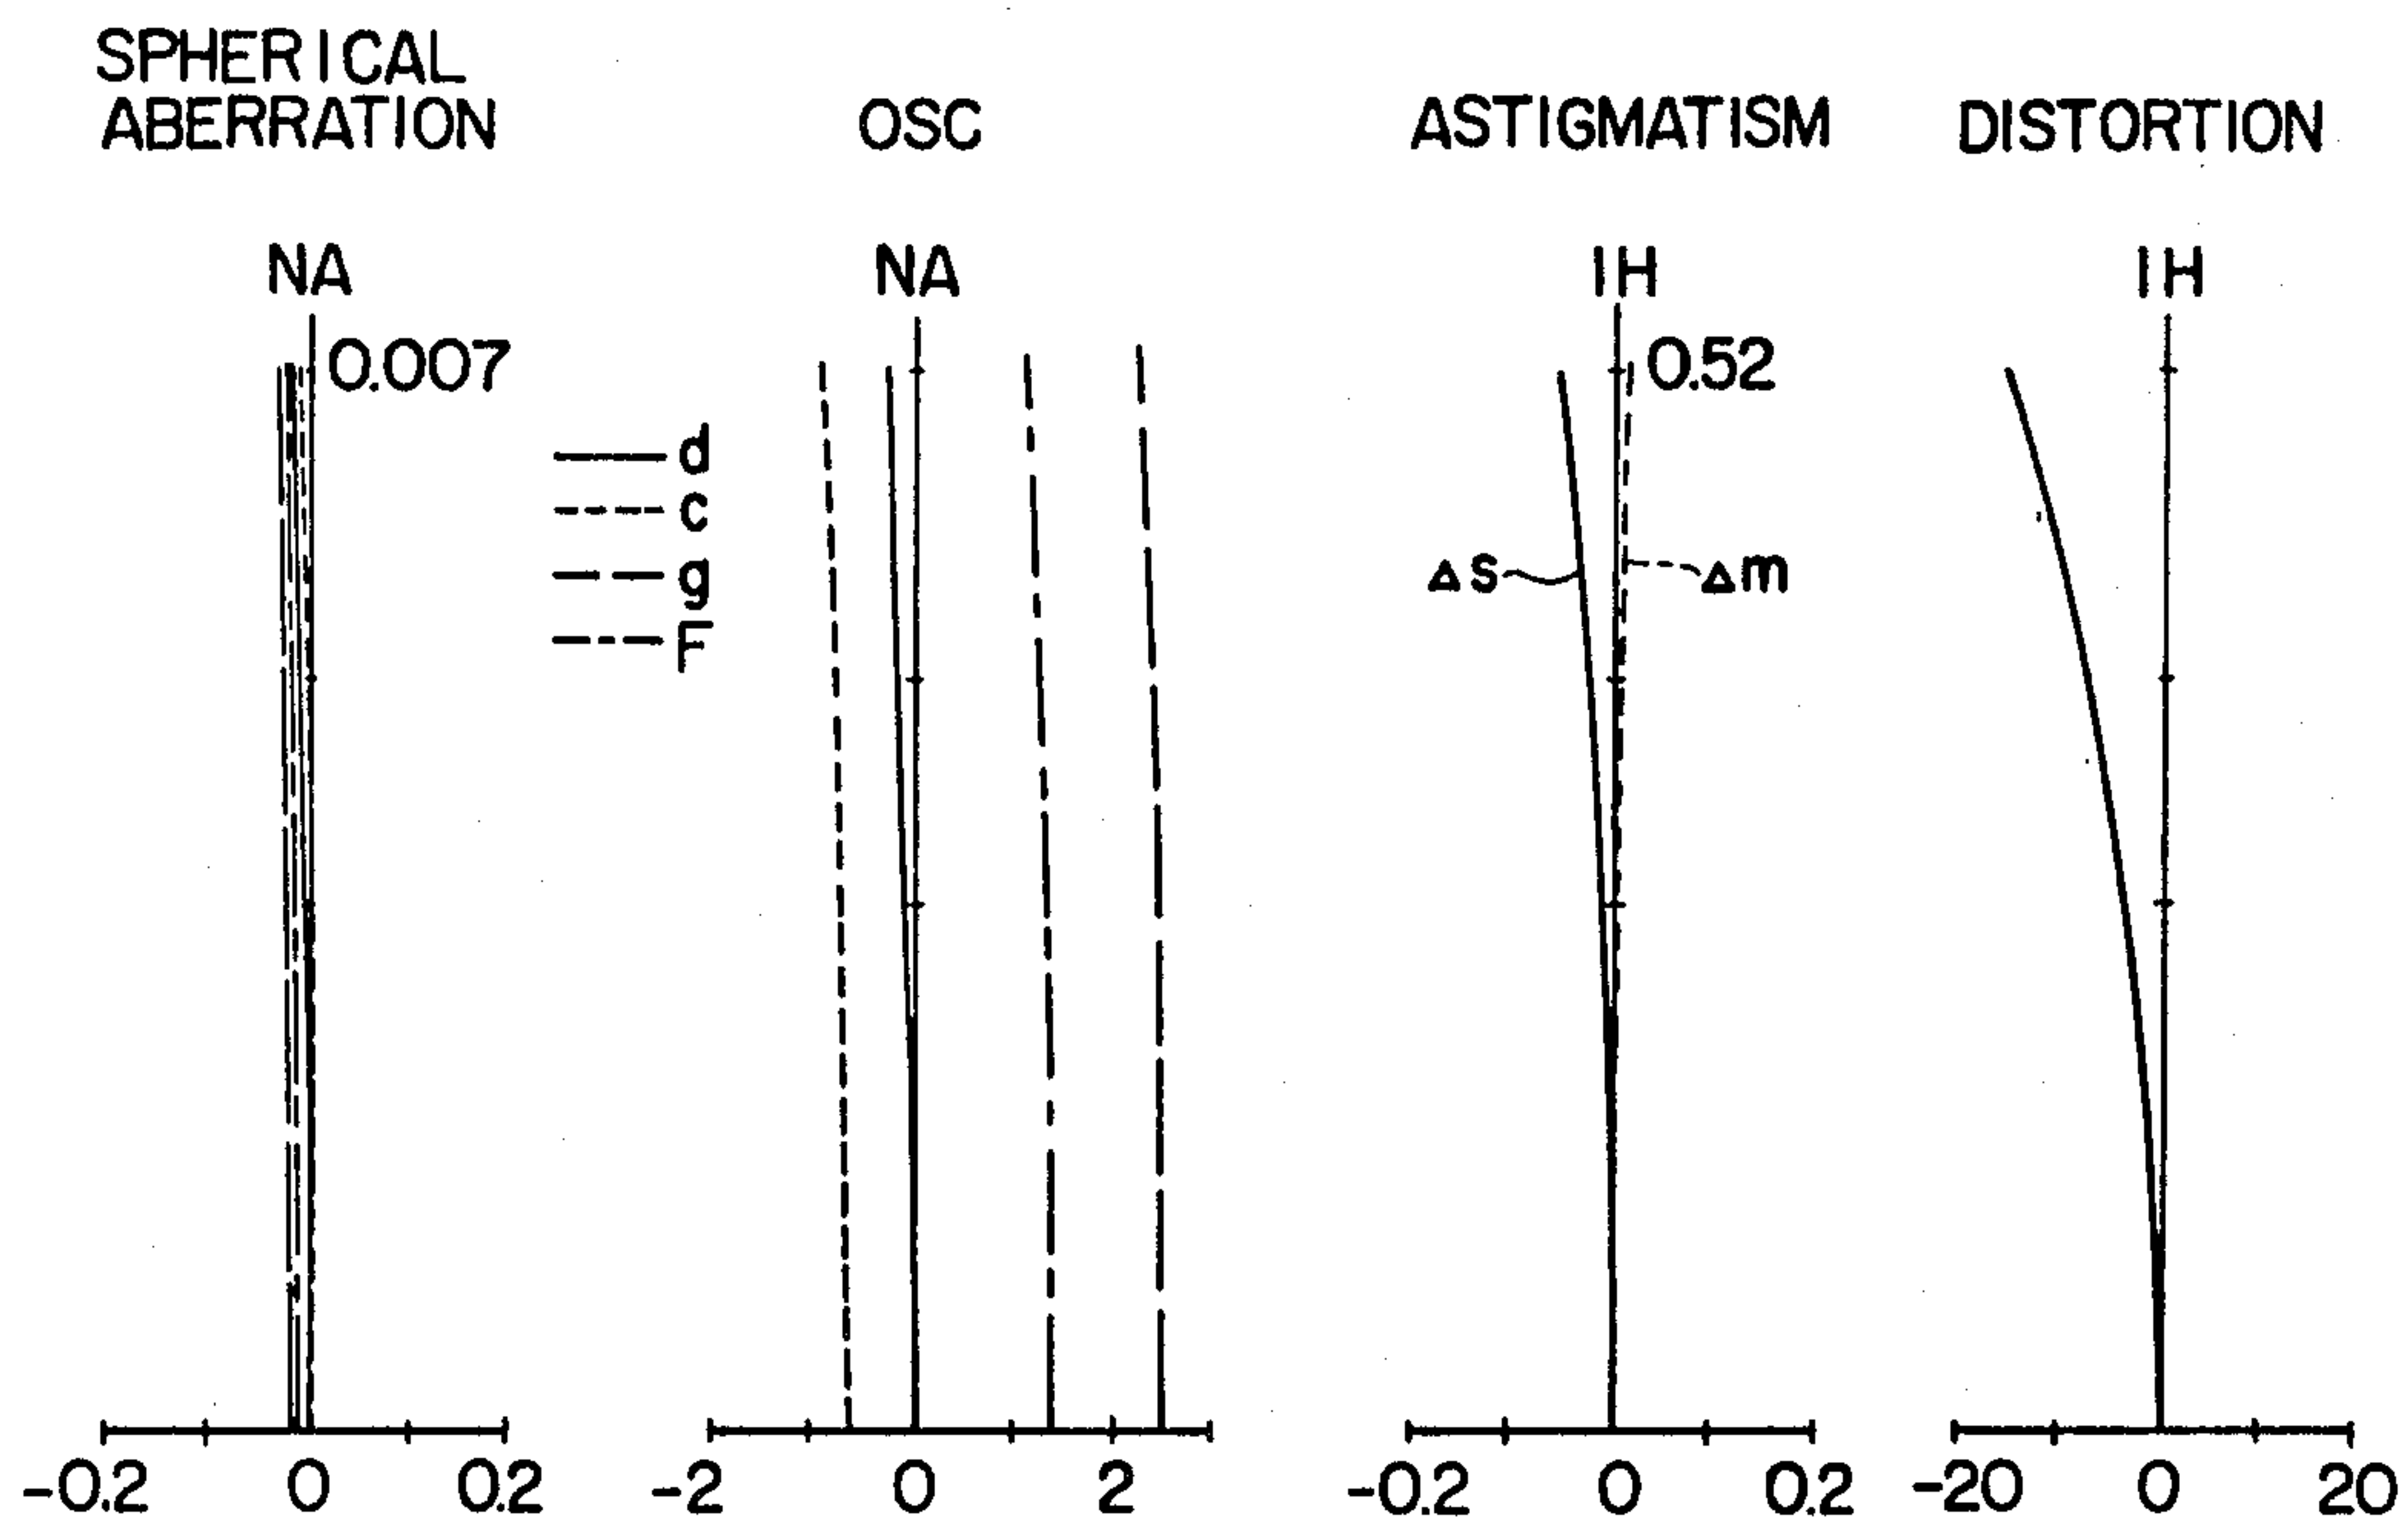 SPHERICAL
ABERRATION
OSC
ASTIGMATISM
DISTORTION
NA
NA
IH
IH
0.007
0.52
d
c
g
F
Δs
Δm
-0.2 0 0.2
-2 0 2
-0.2 0 0.2
-20 0 20